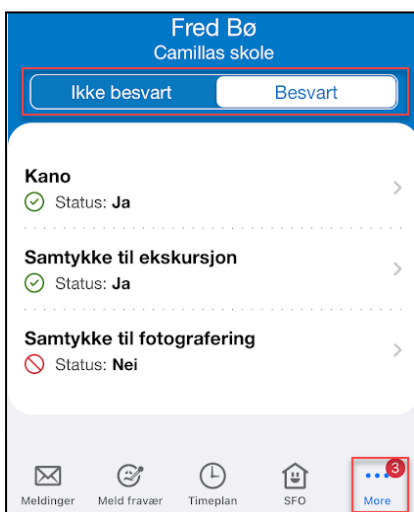 Fred Bø
Camillas skole
Ikke besvart Besvart
Kano
Status: Ja
Samtykke til ekskursjon
Status: Ja
Samtykke til fotografering
Status: Nei
3
Meldinger Meld fravær Timeplan SFO More